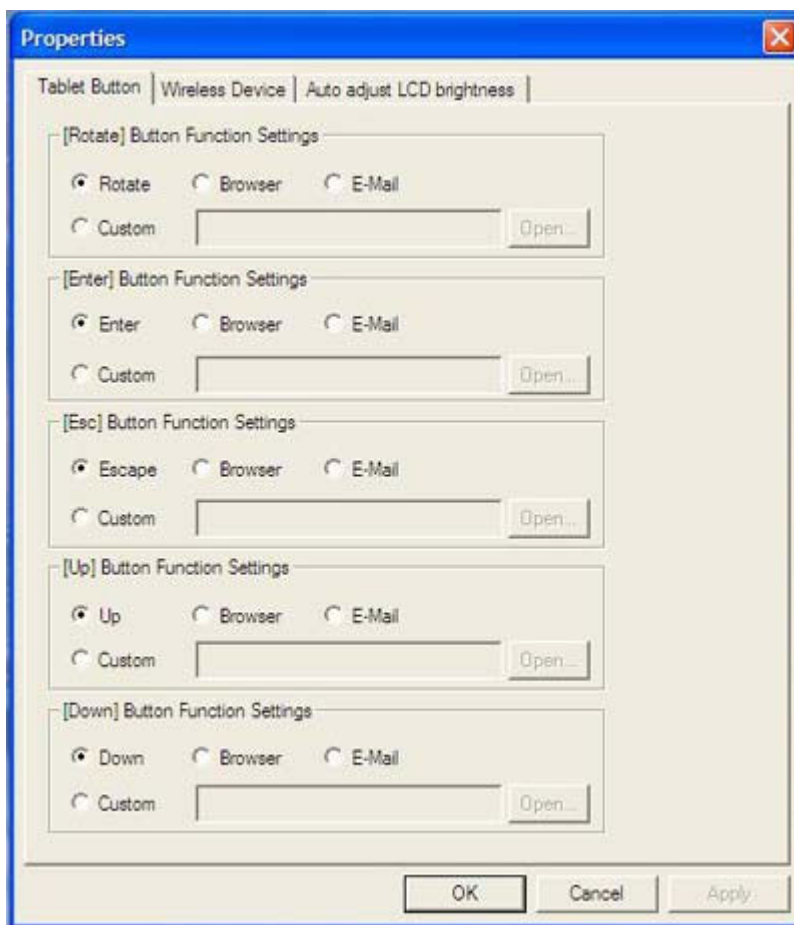 Properties
Tablet Button Wireless Device Auto adjust LCD brightness
[Rotate] Button Function Settings
Rotate Browser E-Mail
Custom Open...
[Enter] Button Function Settings
Enter Browser E-Mail
Custom Open...
[Esc] Button Function Settings
Escape Browser E-Mail
Custom Open...
[Up] Button Function Settings
Up Browser E-Mail
Custom Open...
[Down] Button Function Settings
Down Browser E-Mail
Custom Open...
OK Cancel Apply